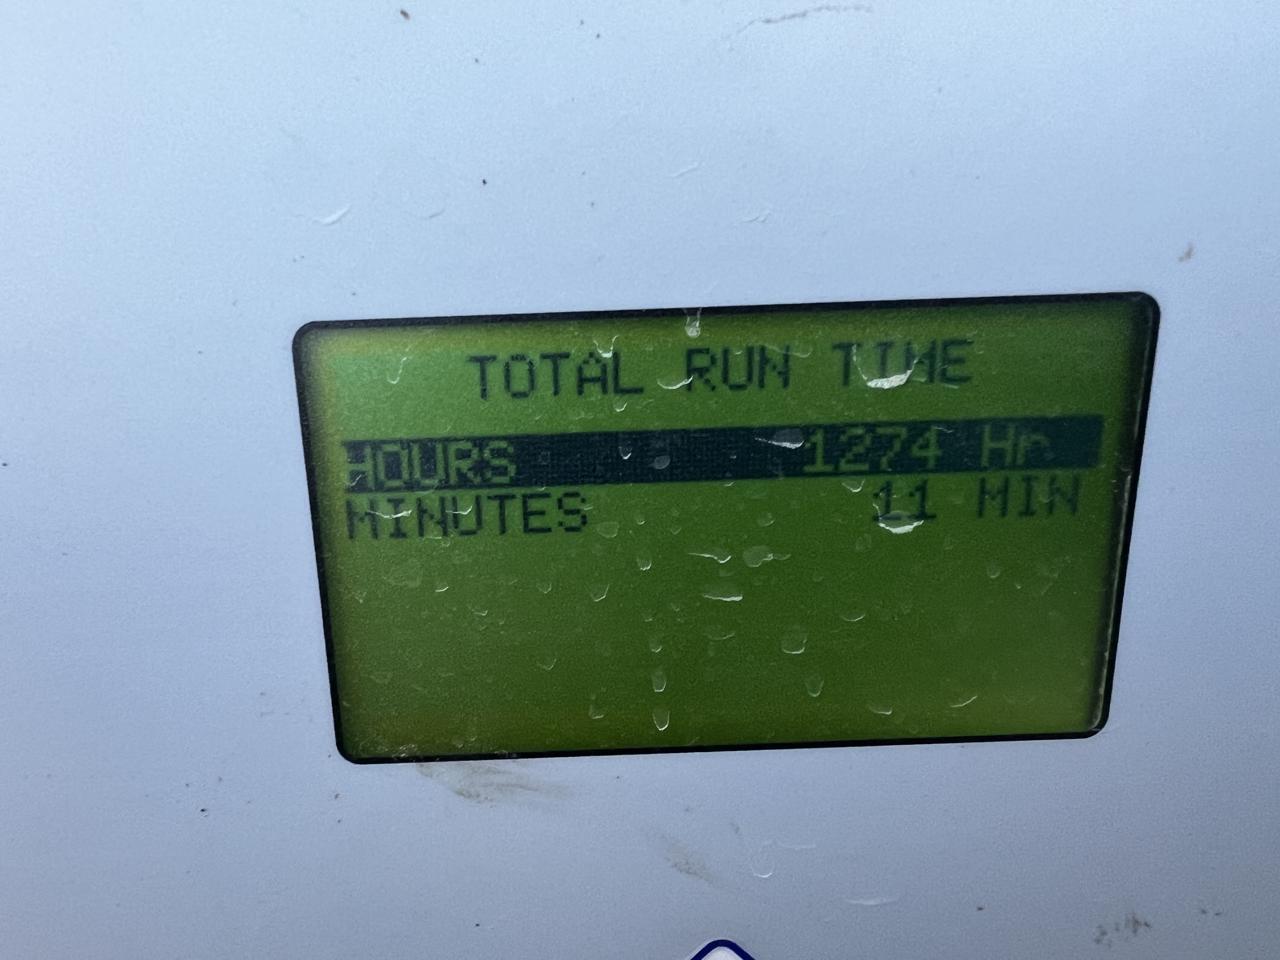 TOTAL RUN TIME
HOURS 1274 Hr
MINUTES 11 MIN